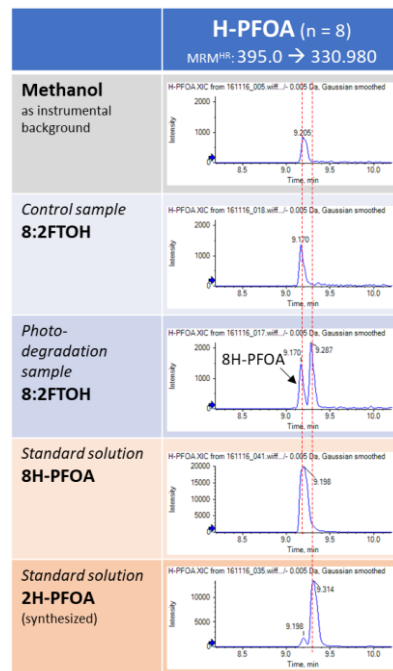 H-PFOA (n = 8)
MRM^HR: 395.0 → 330.980
Methanol
as instrumental
background
H-PFOA XIC from 161116_005.wiff.../- 0.005 Da, Gaussian smoothed
Intensity
2000
1000
0
9.205
8.5 9.0 9.5 10.0
Time, min
Control sample
8:2FTOH
H-PFOA XIC from 161116_018.wiff.../- 0.005 Da, Gaussian smoothed
Intensity
2000
1000
0
9.170
8.5 9.0 9.5 10.0
Time, min
Photo-
degradation
sample
8:2FTOH
H-PFOA XIC from 161116_017.wiff.../- 0.005 Da, Gaussian smoothed
Intensity
2000
1000
0
9.170 9.287
8H-PFOA
8.5 9.0 9.5 10.0
Time, min
Standard solution
8H-PFOA
H-PFOA XIC from 161116_041.wiff.../- 0.005 Da, Gaussian smoothed
Intensity
20000
15000
10000
5000
0
9.198
8.5 9.0 9.5 10.0
Time, min
Standard solution
2H-PFOA
(synthesized)
H-PFOA XIC from 161116_035.wiff.../- 0.005 Da, Gaussian smoothed
Intensity
10000
5000
0
9.198
9.314
8.5 9.0 9.5 10.0
Time, min